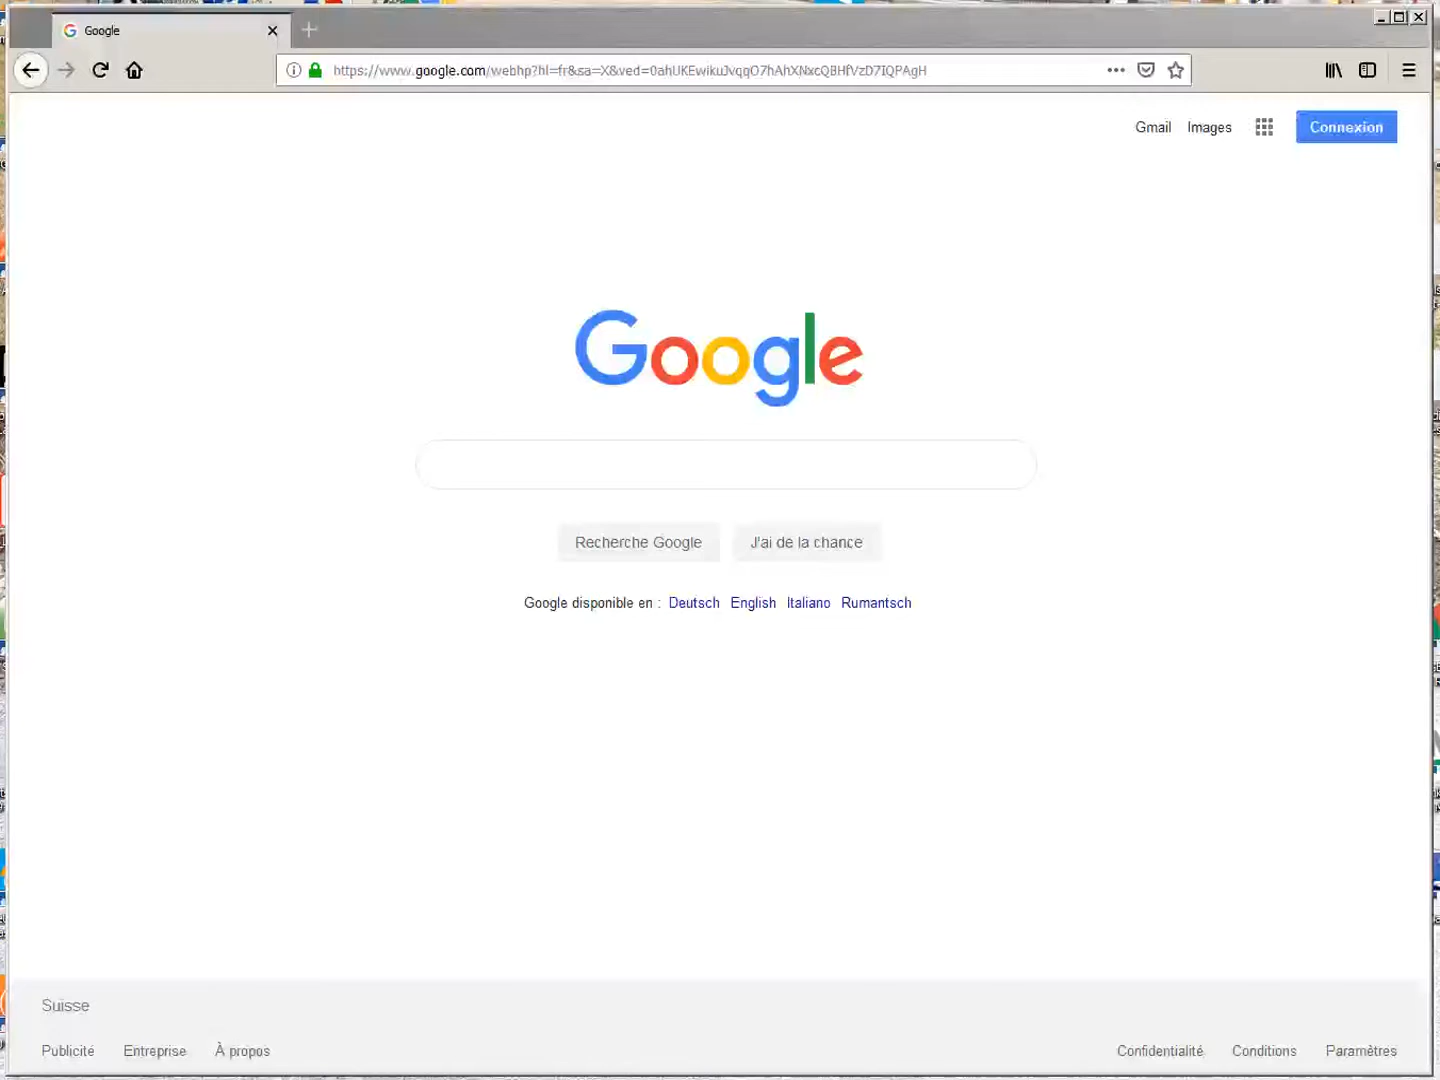 Google
https://www.google.com/webhp?hl=fr&sa=X&ved=0ahUKEwikuJvqqO7hAhXNxcQBHfVzD7IQPAgH
Gmail Images Connexion
Google
Recherche Google J'ai de la chance
Google disponible en : Deutsch English Italiano Rumantsch
Suisse
Publicité Entreprise À propos Confidentialité Conditions Paramètres